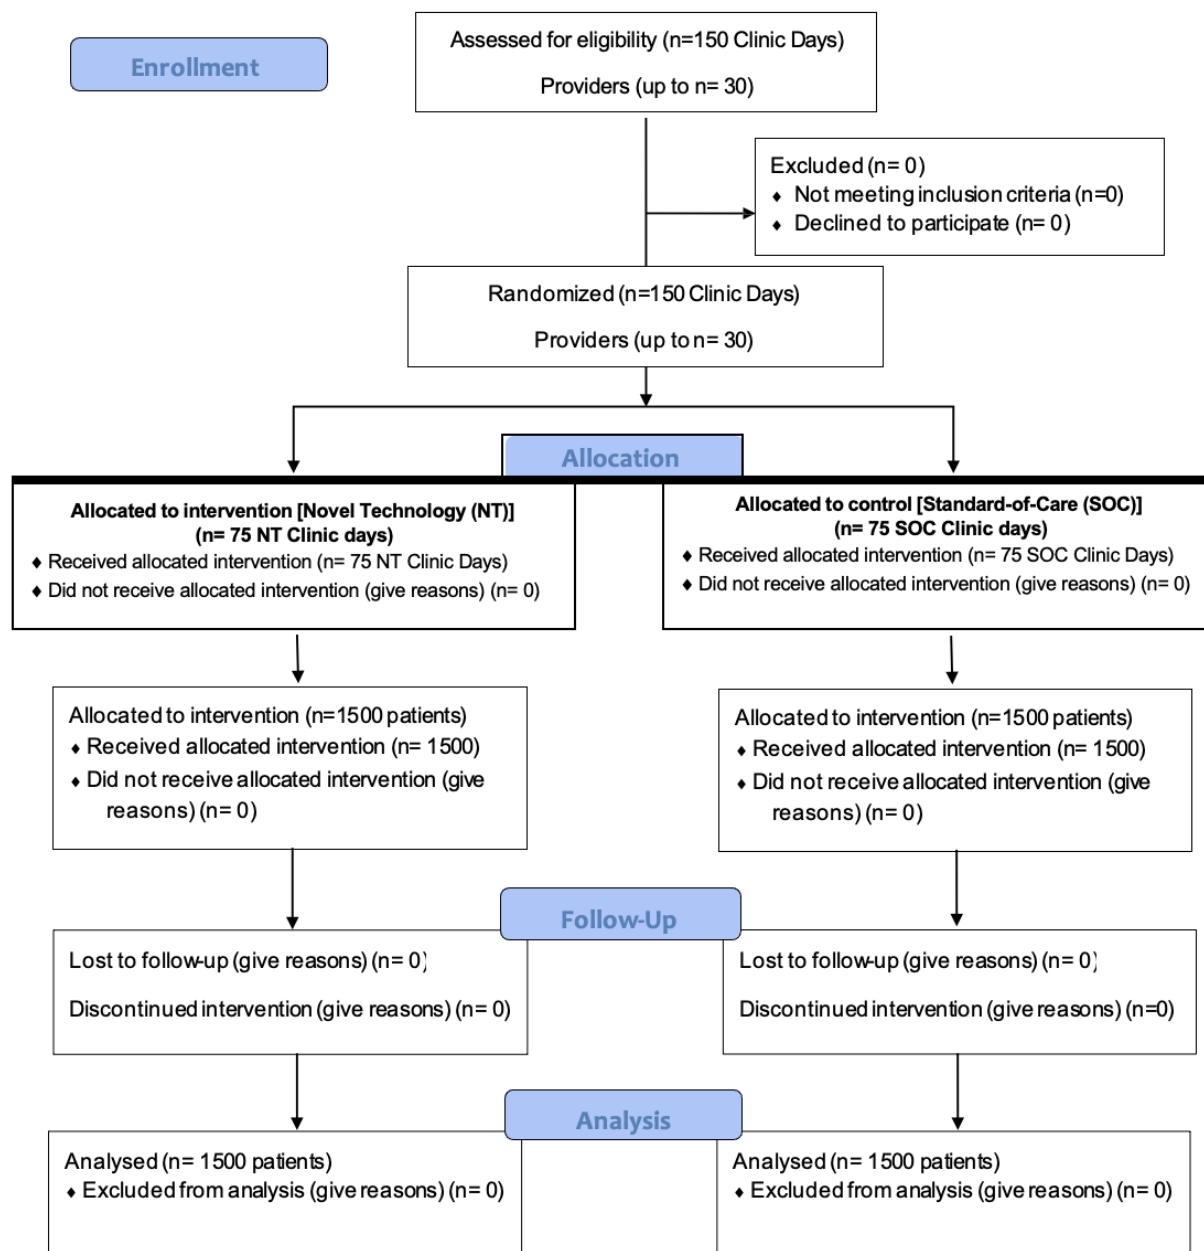 Enrollment
Assessed for eligibility (n=150 Clinic Days)
Providers (up to n= 30)
Excluded (n= 0)
♦ Not meeting inclusion criteria (n=0)
♦ Declined to participate (n= 0)
Randomized (n=150 Clinic Days)
Providers (up to n= 30)
Allocation
Allocated to intervention [Novel Technology (NT)]
(n= 75 NT Clinic days)
♦ Received allocated intervention (n= 75 NT Clinic Days)
♦ Did not receive allocated intervention (give reasons) (n= 0)
Allocated to control [Standard-of-Care (SOC)]
(n= 75 SOC Clinic days)
♦ Received allocated intervention (n= 75 SOC Clinic Days)
♦ Did not receive allocated intervention (give reasons) (n= 0)
Allocated to intervention (n=1500 patients)
♦ Received allocated intervention (n= 1500)
♦ Did not receive allocated intervention (give
reasons) (n= 0)
Allocated to intervention (n=1500 patients)
♦ Received allocated intervention (n= 1500)
♦ Did not receive allocated intervention (give
reasons) (n= 0)
Follow-Up
Lost to follow-up (give reasons) (n= 0)
Discontinued intervention (give reasons) (n= 0)
Lost to follow-up (give reasons) (n= 0)
Discontinued intervention (give reasons) (n=0)
Analysis
Analysed (n= 1500 patients)
♦ Excluded from analysis (give reasons) (n= 0)
Analysed (n= 1500 patients)
♦ Excluded from analysis (give reasons) (n= 0)